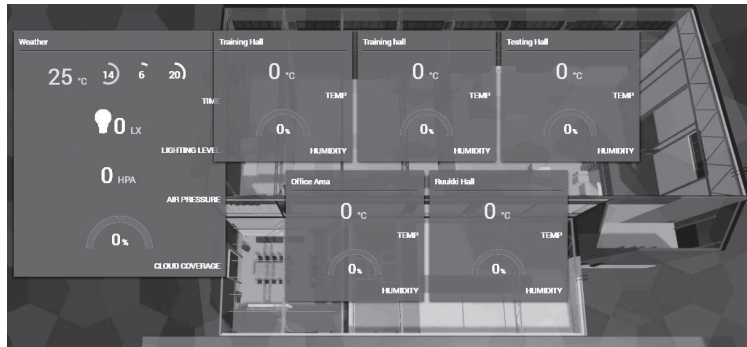 Weather
25 °C 14 6 20
TIME
0 LX
LIGHTING LEVEL
0 HPA
AIR PRESSURE
0%
CLOUD COVERAGE
Training Hall
0 °C
TEMP
0%
HUMIDITY
Training hall
0 °C
TEMP
0%
HUMIDITY
Testing Hall
0 °C
TEMP
0%
HUMIDITY
Office Area
0 °C
TEMP
0%
HUMIDITY
Ruukki Hall
0 °C
TEMP
0%
HUMIDITY